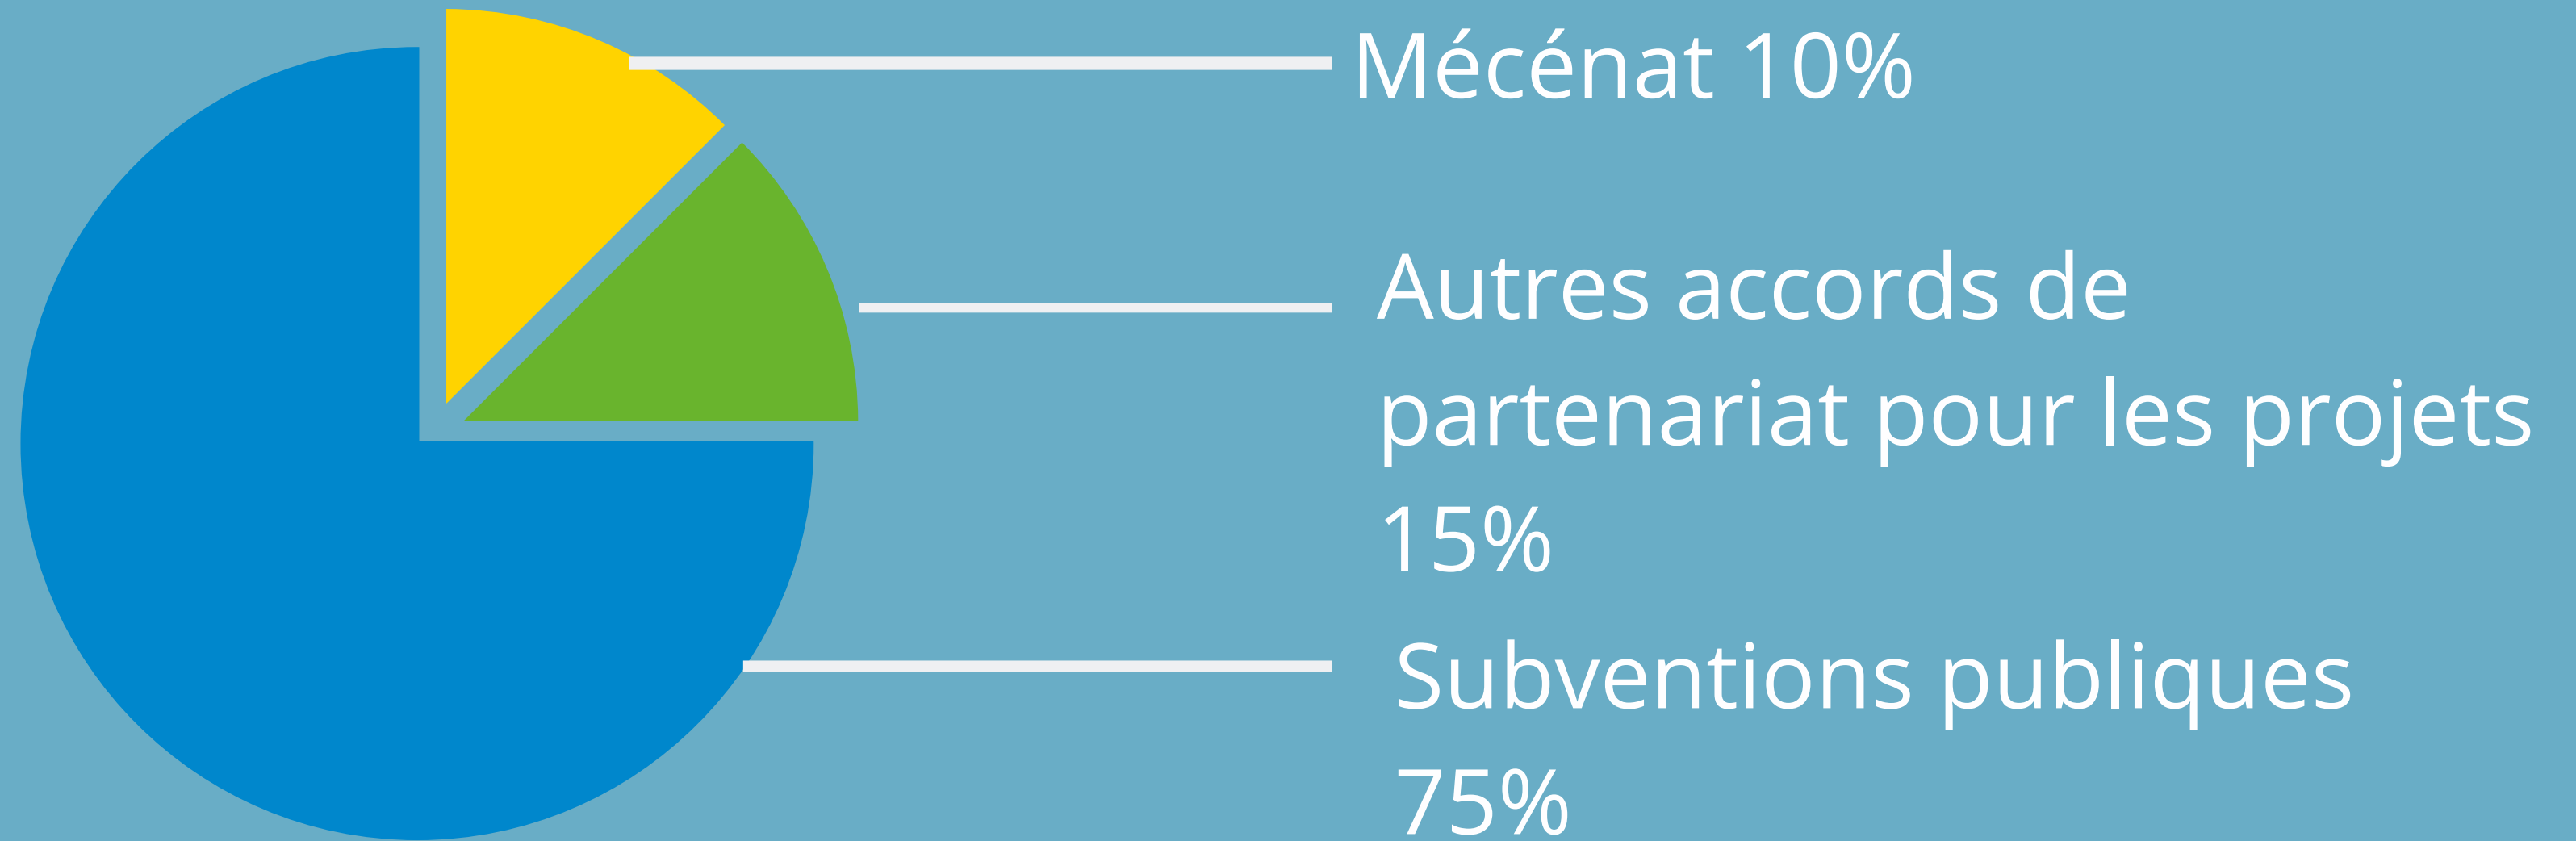 Mécénat 10%
Autres accords de
partenariat pour les projets
15%
Subventions publiques
75%